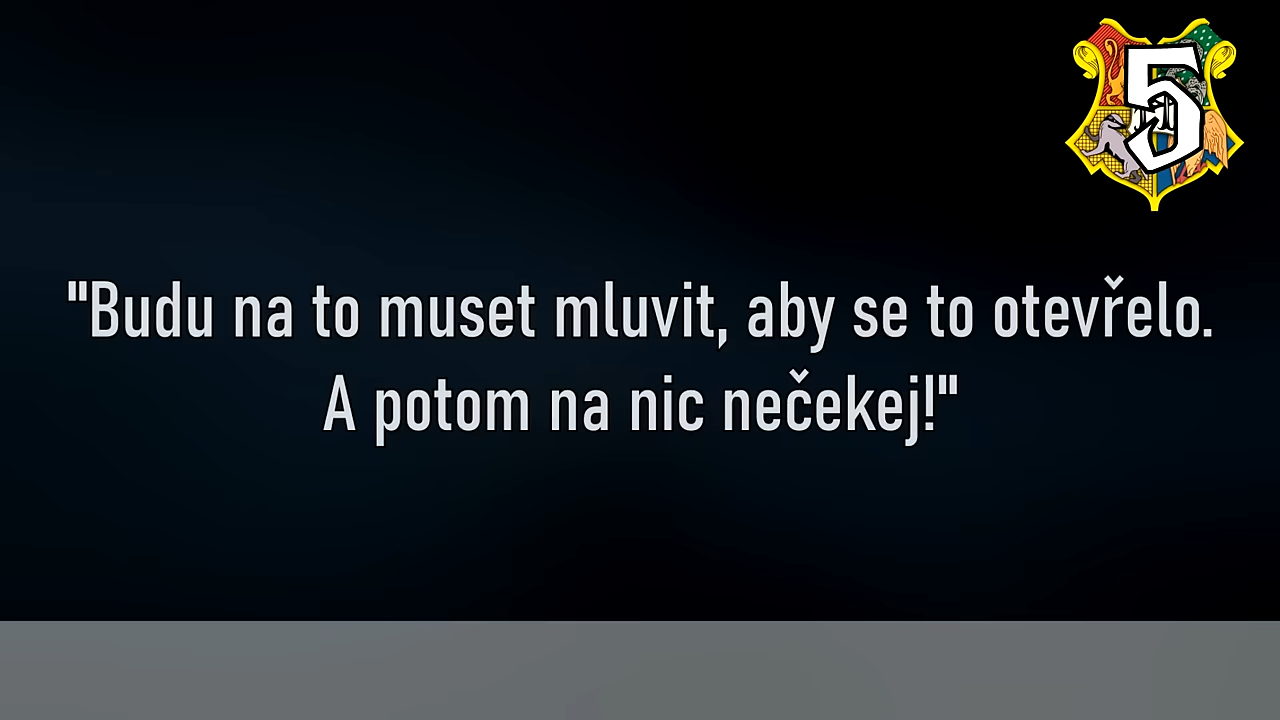 5
"Budu na to muset mluvit, aby se to otevřelo.
A potom na nic nečekej!"